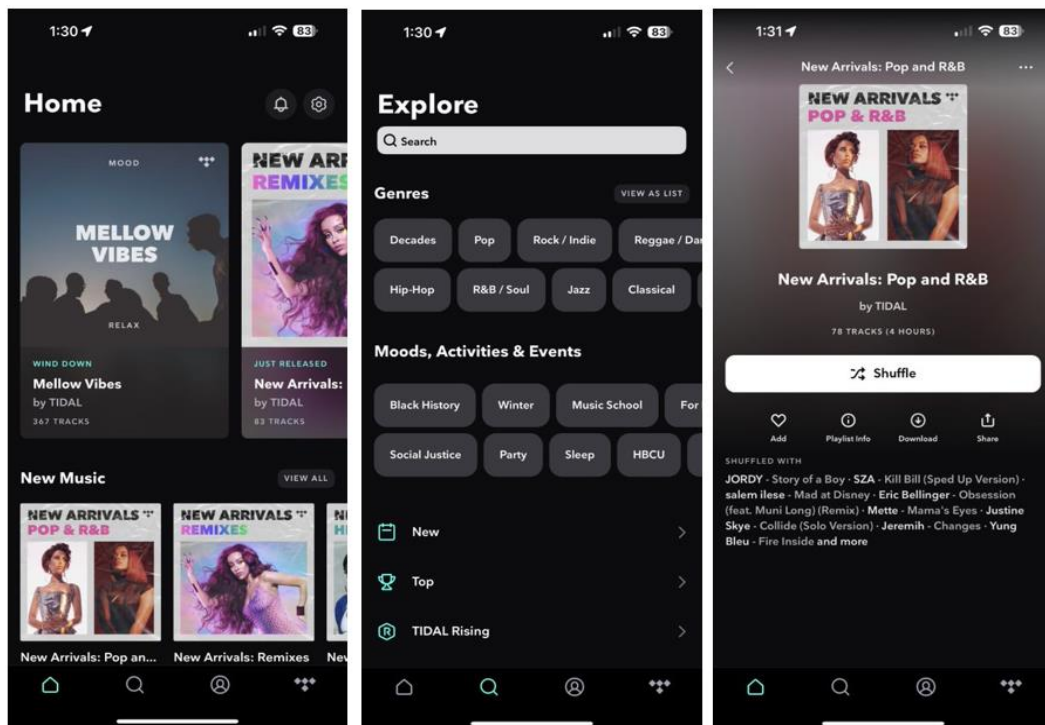 1:30
83
Home
MOOD
MELLOW
VIBES
RELAX
WIND DOWN
Mellow Vibes
by TIDAL
367 TRACKS
NEW ARR
REMIXES
JUST RELEASED
New Arrivals:
by TIDAL
83 TRACKS
New Music
VIEW ALL
NEW ARRIVALS
POP & R&B
New Arrivals: Pop an...
NEW ARRIVALS
REMIXES
New Arrivals: Remixes
NEW
HI
New
1:30
83
Explore
Search
Genres
VIEW AS LIST
Decades
Pop
Rock / Indie
Reggae / Dan
Hip-Hop
R&B / Soul
Jazz
Classical
Moods, Activities & Events
Black History
Winter
Music School
For
Social Justice
Party
Sleep
HBCU
New
Top
TIDAL Rising
1:31
83
New Arrivals: Pop and R&B
NEW ARRIVALS
POP & R&B
New Arrivals: Pop and R&B
by TIDAL
78 TRACKS (4 HOURS)
Shuffle
Add
Playlist Info
Download
Share
SHUFFLED WITH
JORDY - Story of a Boy · SZA - Kill Bill (Sped Up Version) ·
salem ilese - Mad at Disney · Eric Bellinger - Obsession
(feat. Muni Long) (Remix) · Mette - Mama's Eyes · Justine
Skye - Collide (Solo Version) · Jeremih - Changes · Yung
Bleu - Fire Inside and more